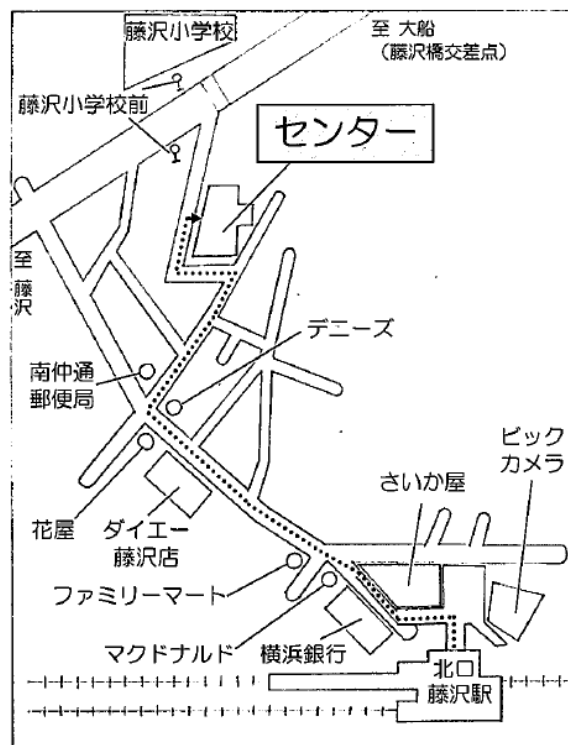 藤沢小学校
至 大船
(藤沢橋交差点)
藤沢小学校前
センター
至 藤沢
デニーズ
南仲通
郵便局
ビック
カメラ
さいか屋
花屋
ダイエー
藤沢店
ファミリーマート
マクドナルド
横浜銀行
北口
藤沢駅